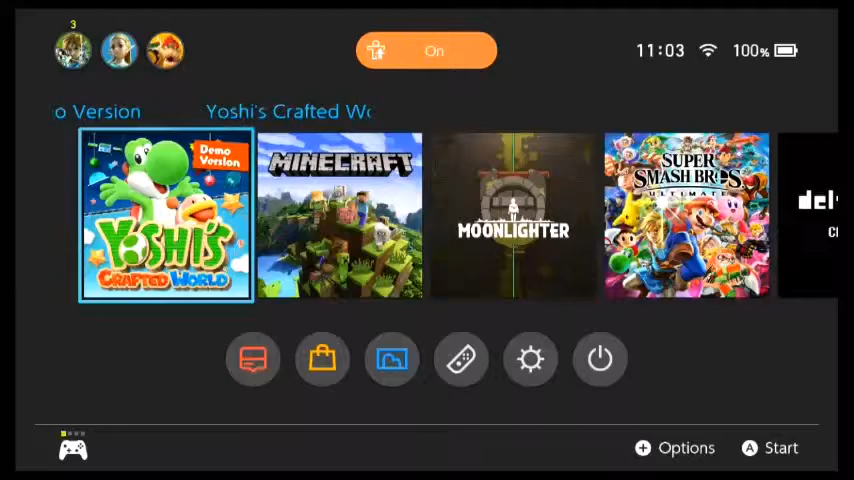 3
On
11:03
100%
o Version Yoshi's Crafted Wo
Demo
Version
YOSHI'S
CRAFTED WORLD
MINECRAFT
MOONLIGHTER
SUPER
SMASH BROS.
ULTIMATE
del
C
Options
A Start